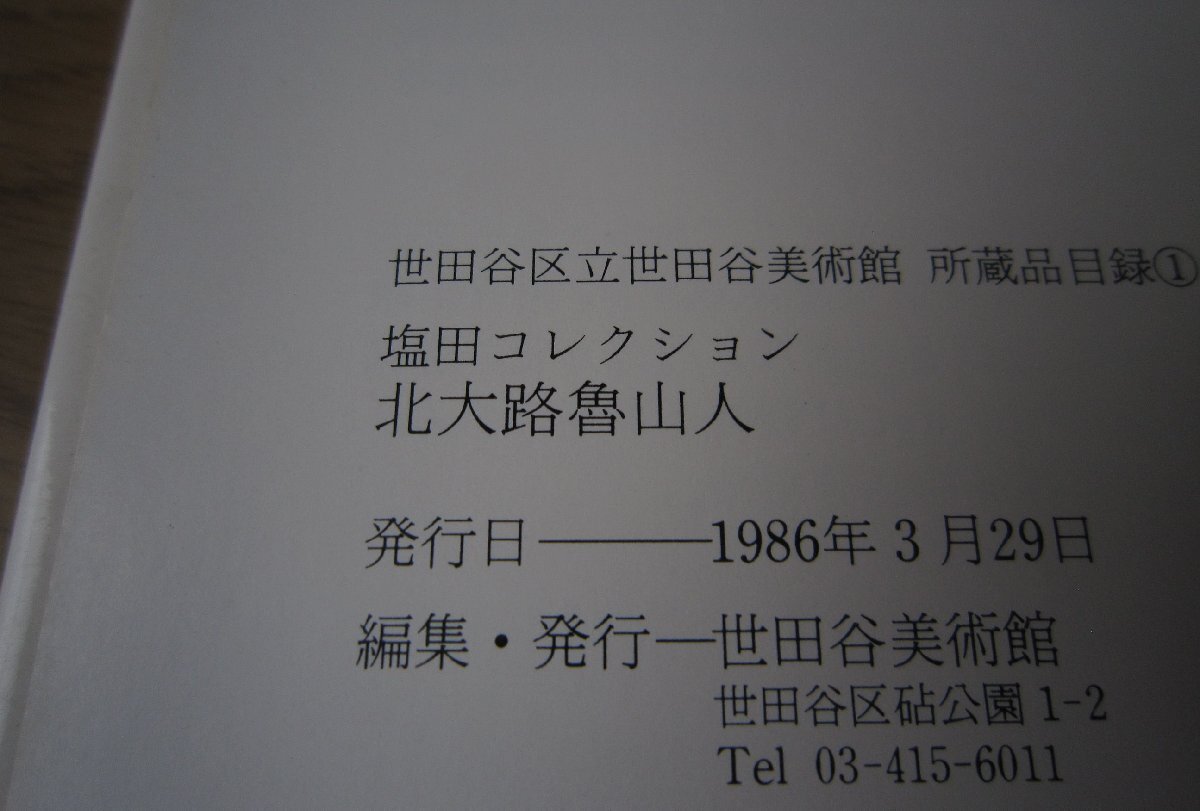 世田谷区立世田谷美術館 所蔵品目録①
塩田コレクション
北大路魯山人
発行日———1986年3月29日
編集・発行—世田谷美術館
世田谷区砧公園1-2
Tel 03-415-6011